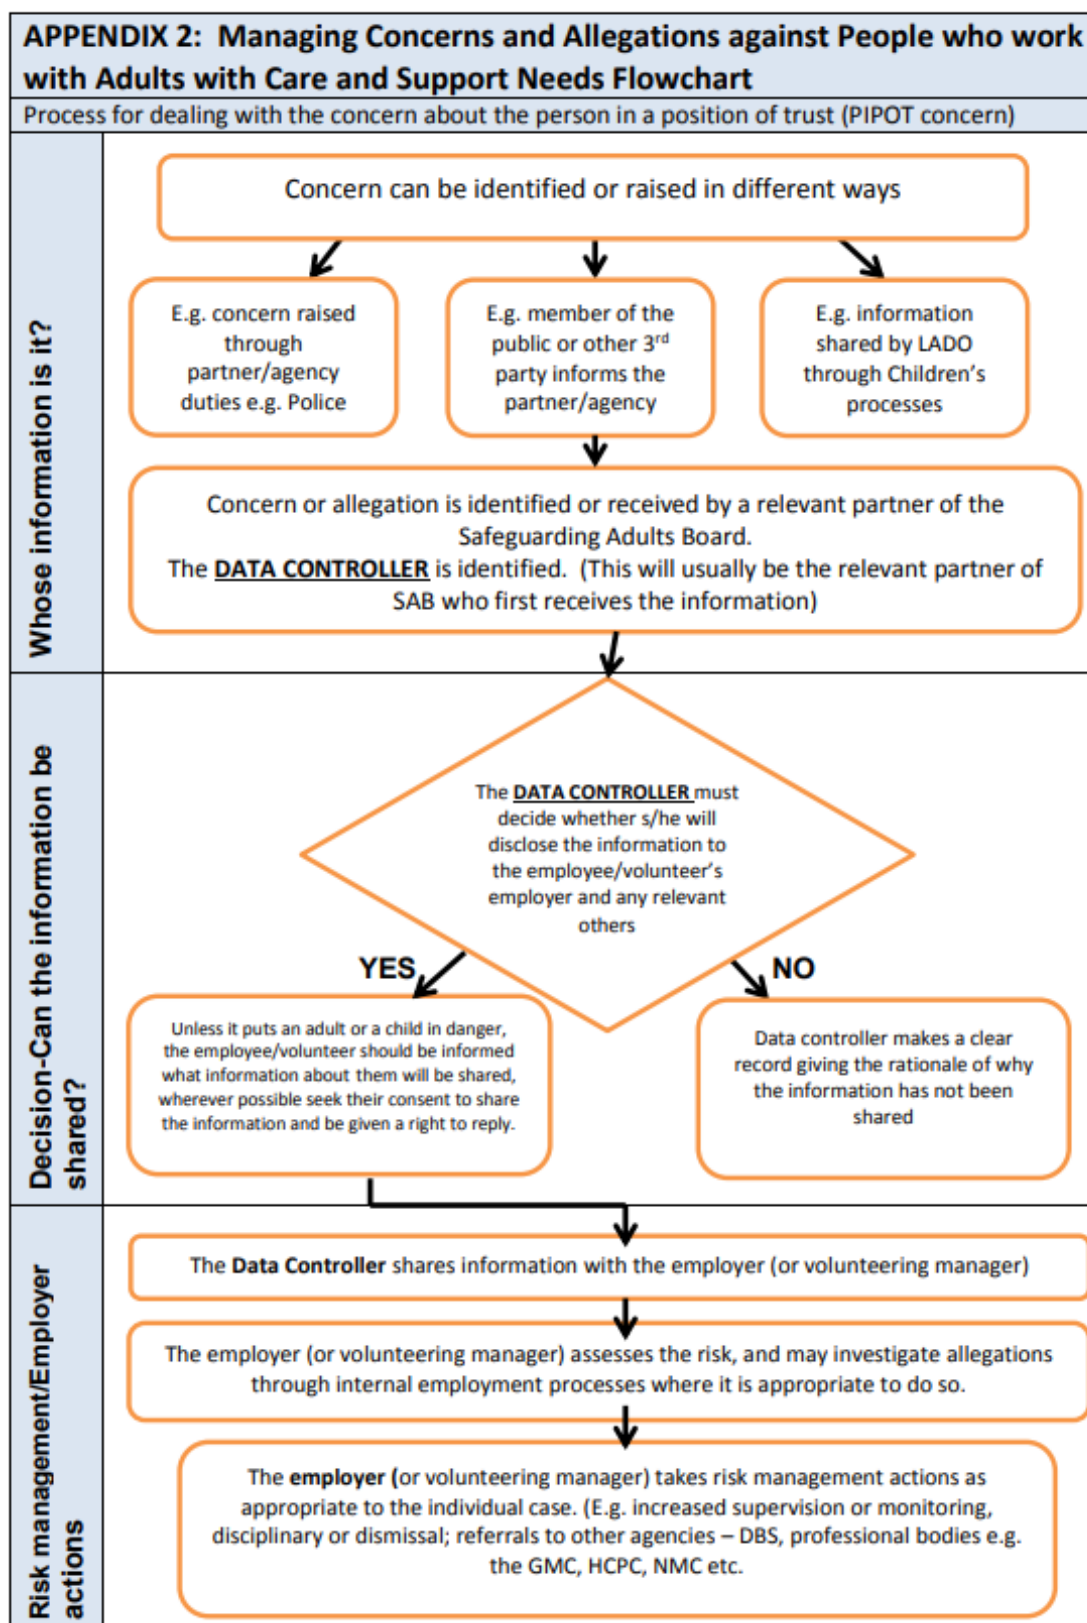 APPENDIX 2:  Managing Concerns and Allegations against People who work
with Adults with Care and Support Needs Flowchart
Process for dealing with the concern about the person in a position of trust (PIPOT concern)
Whose information is it?
Concern can be identified or raised in different ways
E.g. concern raised
through
partner/agency
duties e.g. Police
E.g. member of the
public or other 3rd
party informs the
partner/agency
E.g. information
shared by LADO
through Children's
processes
Concern or allegation is identified or received by a relevant partner of the
Safeguarding Adults Board.
The DATA CONTROLLER is identified.  (This will usually be the relevant partner of
SAB who first receives the information)
Decision-Can the information be
shared?
The DATA CONTROLLER must
decide whether s/he will
disclose the information to
the employee/volunteer's
employer and any relevant
others
YES
NO
Unless it puts an adult or a child in danger,
the employee/volunteer should be informed
what information about them will be shared,
wherever possible seek their consent to share
the information and be given a right to reply.
Data controller makes a clear
record giving the rationale of why
the information has not been
shared
Risk management/Employer
actions
The Data Controller shares information with the employer (or volunteering manager)
The employer (or volunteering manager) assesses the risk, and may investigate allegations
through internal employment processes where it is appropriate to do so.
The employer (or volunteering manager) takes risk management actions as
appropriate to the individual case. (E.g. increased supervision or monitoring,
disciplinary or dismissal; referrals to other agencies – DBS, professional bodies e.g.
the GMC, HCPC, NMC etc.